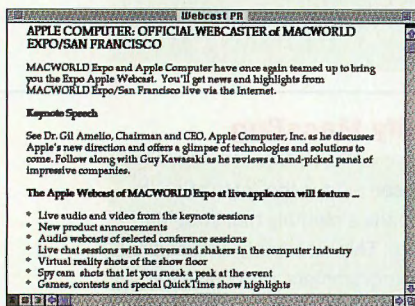 Webcast PR
APPLE COMPUTER: OFFICIAL WEBCASTER of MACWORLD
EXPO/SAN FRANCISCO
MACWORLD Expo and Apple Computer have once again teamed up to bring
you the Expo Apple Webcast. You'll get news and highlights from
MACWORLD Expo/San Francisco live via the Internet.
Keynote Speech
See Dr. Gil Amelio, Chairman and CEO, Apple Computer, Inc. as he discusses
Apple's new direction and offers a glimpse of technologies and solutions to
come. Follow along with Guy Kawasaki as he reviews a hand-picked panel of
impressive companies.
The Apple Webcast of MACWORLD Expo at live.apple.com will feature ...
* Live audio and video from the keynote sessions
* New product annoucements
* Audio webcasts of selected conference sessions
* Live chat sessions with movers and shakers in the computer industry
* Virtual reality shots of the show floor
* Spy cam shots that let you sneak a peak at the event
* Games, contests and special QuickTime show highlights